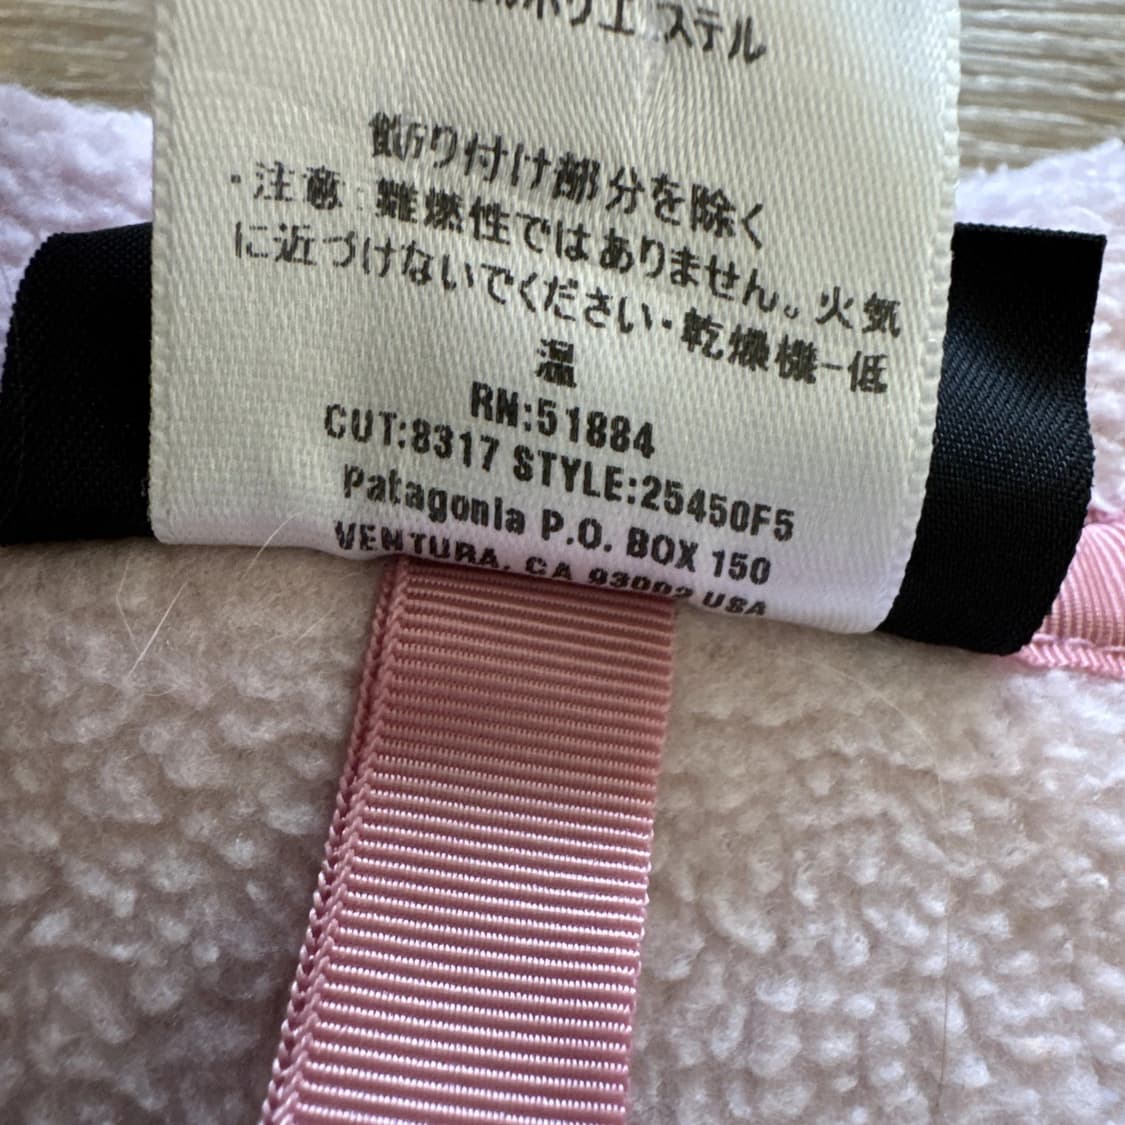 ポリエステル
飾り付け部分を除く
・注意:難燃性ではありません。火気
に近づけないでください・乾燥機-低
温
RN:51884
CUT:8317 STYLE:25450F5
Patagonia P.O. BOX 150
VENTURA, CA 93002 USA